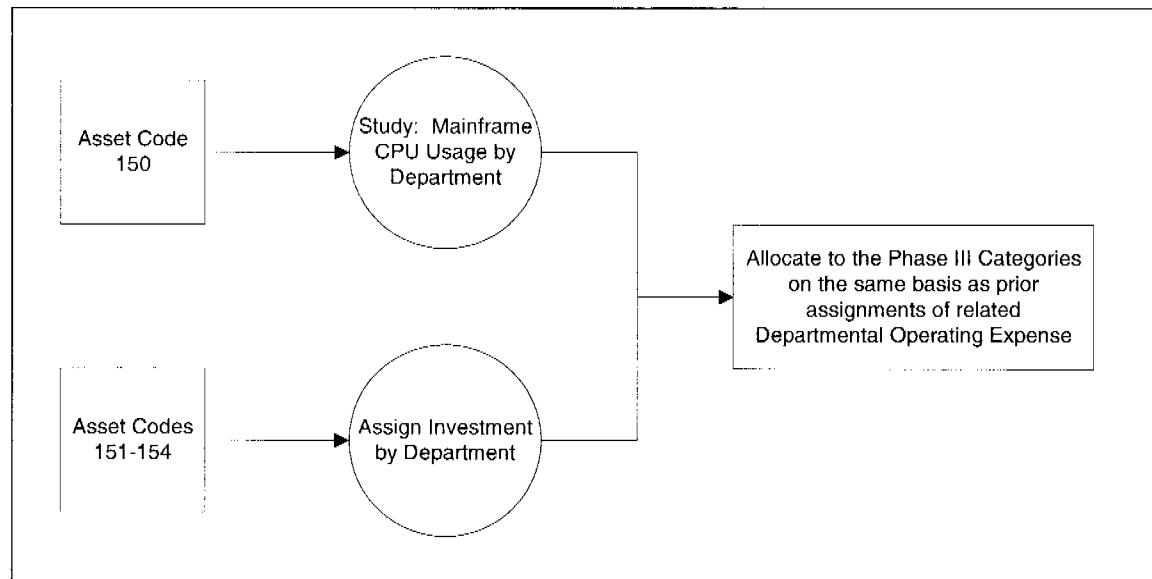 Asset Code
150
Study: Mainframe
CPU Usage by
Department
Allocate to the Phase III Categories
on the same basis as prior
assignments of related
Departmental Operating Expense
Asset Codes
151-154
Assign Investment
by Department